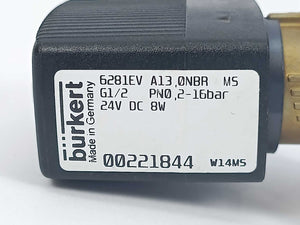 6281EV A13,0NBR MS
G1/2 PN0,2-16bar
24V DC 8W
00221844 W14MS
bürkert
Made in Germany